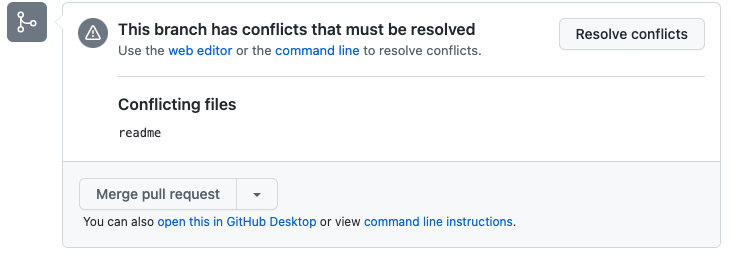 This branch has conflicts that must be resolved
Use the web editor or the command line to resolve conflicts.
Resolve conflicts
Conflicting files
readme
Merge pull request
You can also open this in GitHub Desktop or view command line instructions.